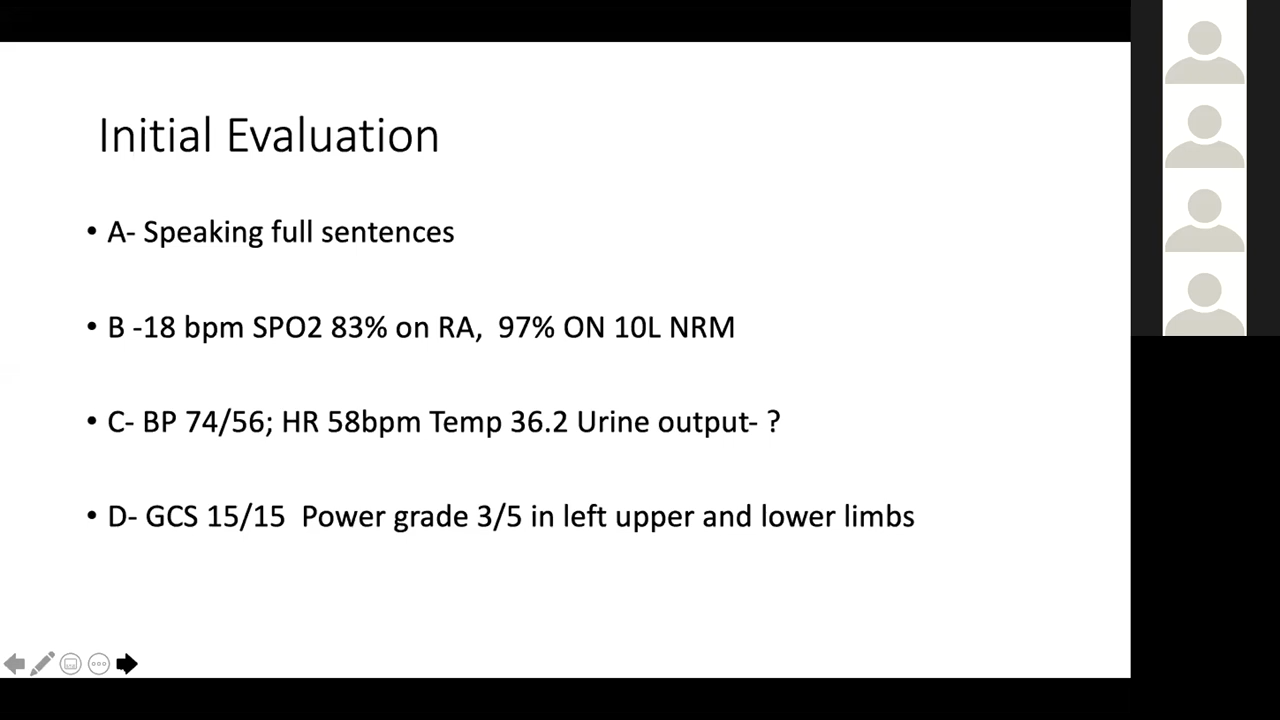 Initial Evaluation
• A- Speaking full sentences
• B -18 bpm SPO2 83% on RA,  97% ON 10L NRM
• C- BP 74/56; HR 58bpm Temp 36.2 Urine output- ?
• D- GCS 15/15  Power grade 3/5 in left upper and lower limbs